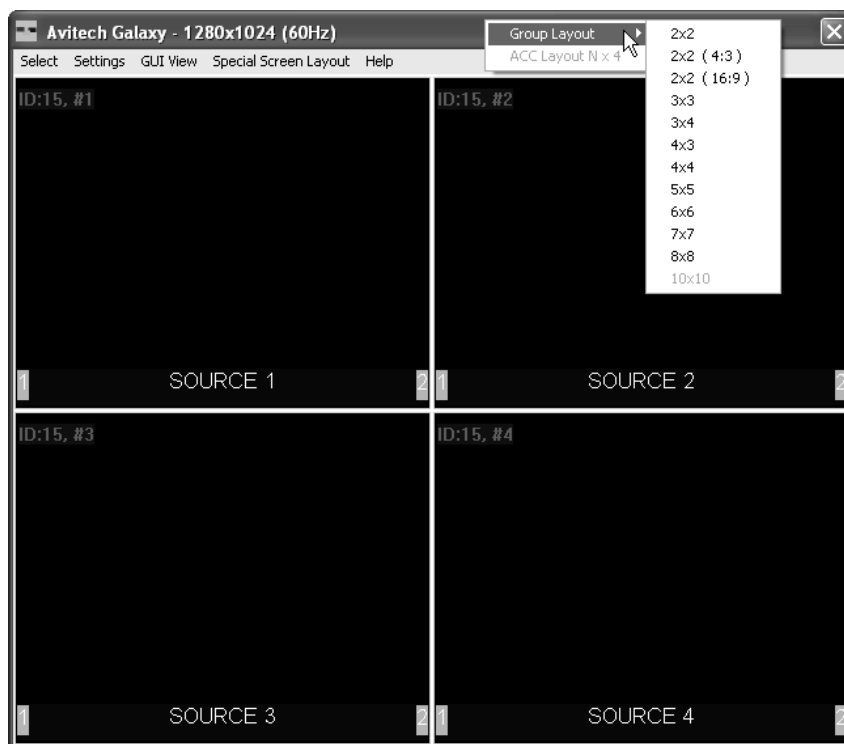 Avitech Galaxy - 1280x1024 (60Hz)
Select Settings GUI View Special Screen Layout Help
Group Layout
ACC Layout N x 4
2x2
2x2 ( 4:3 )
2x2 ( 16:9 )
3x3
3x4
4x3
4x4
5x5
6x6
7x7
8x8
10x10
ID:15, #1
ID:15, #2
1 SOURCE 1 2
1 SOURCE 2 2
ID:15, #3
ID:15, #4
1 SOURCE 3 2
1 SOURCE 4 2